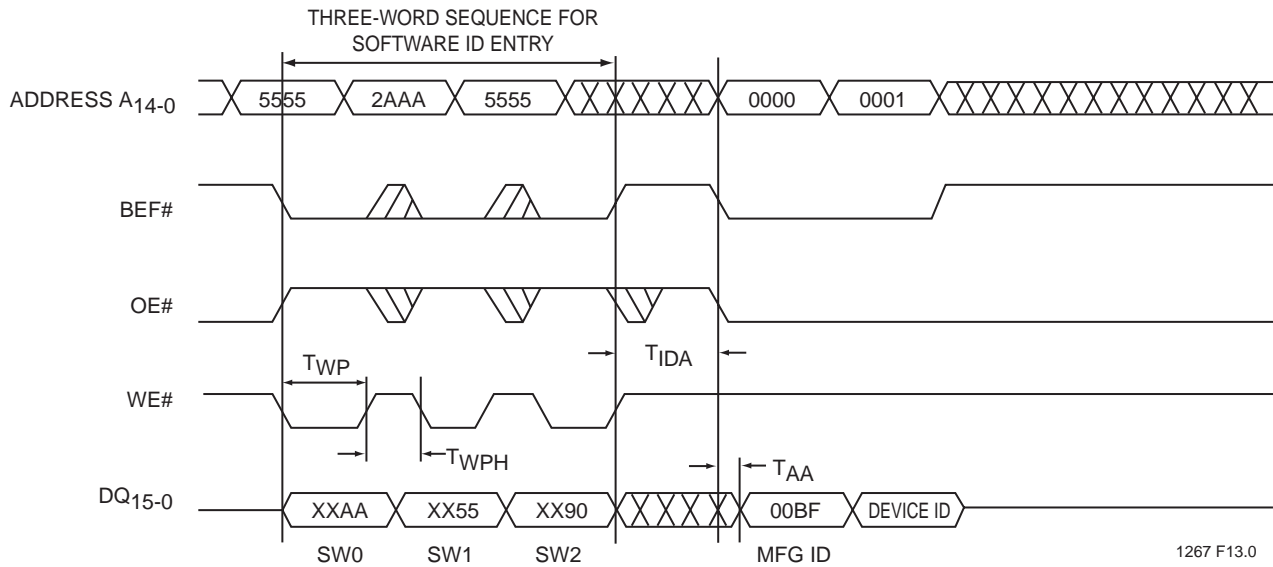 THREE-WORD SEQUENCE FOR
SOFTWARE ID ENTRY
ADDRESS A14-0
5555
2AAA
5555
0000
0001
BEF#
OE#
TIDA
TWP
WE#
TWPH
TAA
DQ15-0
XXAA
XX55
XX90
00BF
DEVICE ID
SW0
SW1
SW2
MFG ID
1267 F13.0